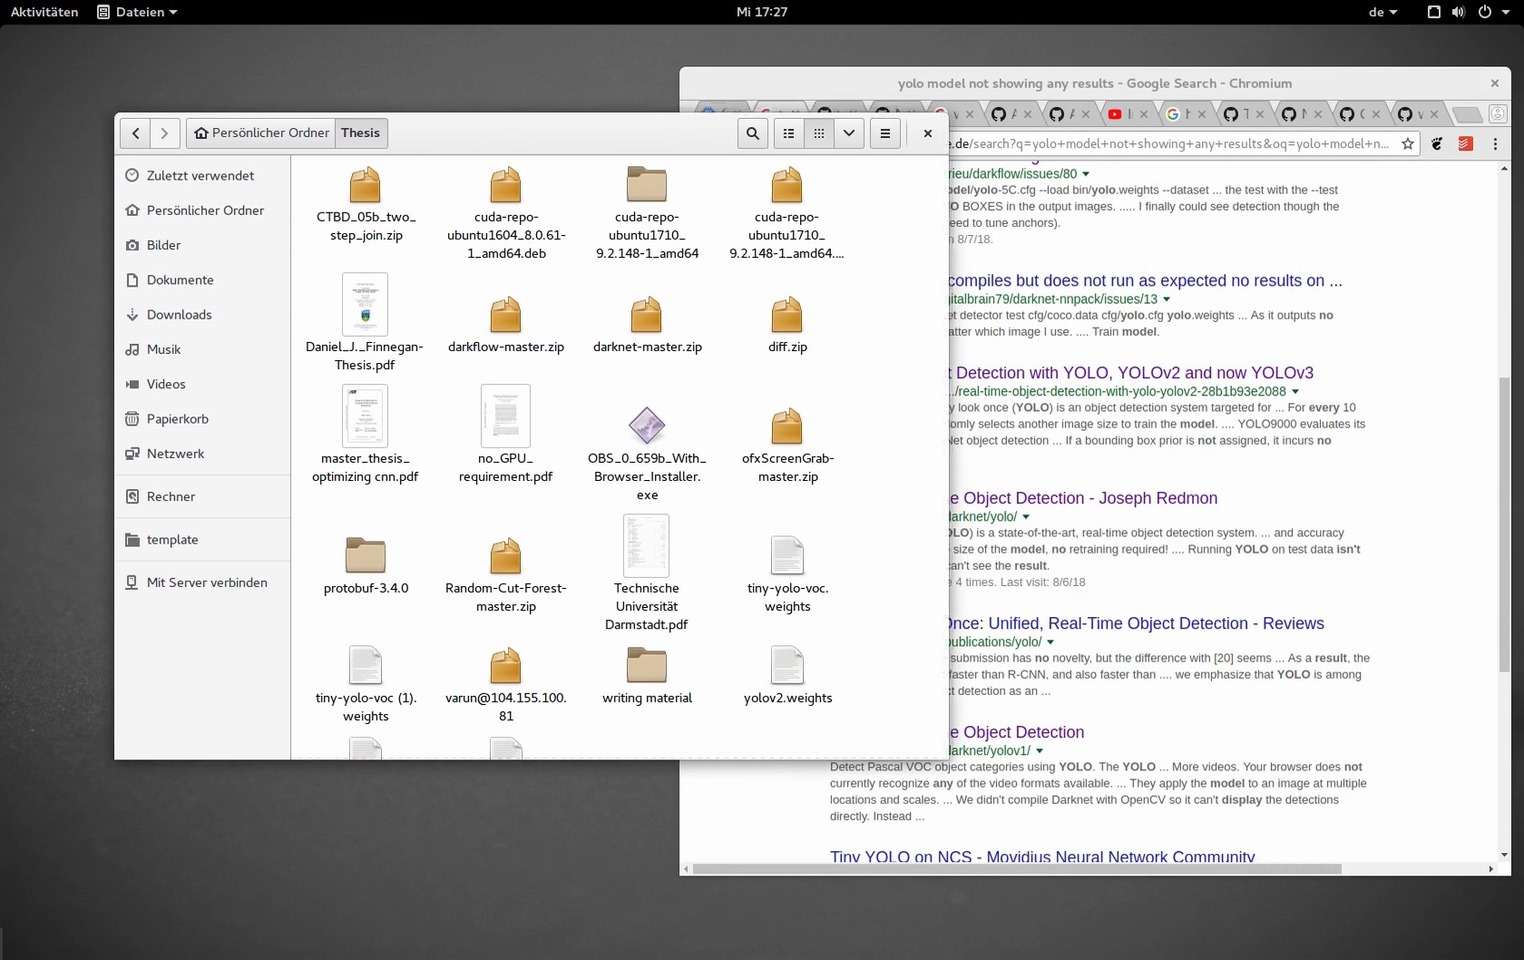 Aktivitäten
Dateien
Mi 17:27
de
yolo model not showing any results - Google Search - Chromium
Persönlicher Ordner
Thesis
e.de/search?q=yolo+model+not+showing+any+results&oq=yolo+model+n...
Zuletzt verwendet
Persönlicher Ordner
Bilder
Dokumente
Downloads
Musik
Videos
Papierkorb
Netzwerk
Rechner
template
Mit Server verbinden
CTBD_05b_two_
step_join.zip
cuda-repo-
ubuntu1604_8.0.61-
1_amd64.deb
cuda-repo-
ubuntu1710_
9.2.148-1_amd64
cuda-repo-
ubuntu1710_
9.2.148-1_amd64....
Daniel_J._Finnegan-
Thesis.pdf
darkflow-master.zip
darknet-master.zip
diff.zip
master_thesis_
optimizing cnn.pdf
no_GPU_
requirement.pdf
OBS_0_659b_With_
Browser_Installer.
exe
ofxScreenGrab-
master.zip
protobuf-3.4.0
Random-Cut-Forest-
master.zip
Technische
Universität
Darmstadt.pdf
tiny-yolo-voc.
weights
tiny-yolo-voc (1).
weights
varun@104.155.100.
81
writing material
yolov2.weights
rieu/darkflow/issues/80
odel/yolo-5C.cfg --load bin/yolo.weights --dataset ... the test with the --test
O BOXES in the output images. ..... I finally could see detection though the
eed to tune anchors).
n 8/7/18.
compiles but does not run as expected no results on ...
gitalbrain79/darknet-nnpack/issues/13
et detector test cfg/coco.data cfg/yolo.cfg yolo.weights ... As it outputs no
atter which image I use. .... Train model.
t Detection with YOLO, YOLOv2 and now YOLOv3
.../real-time-object-detection-with-yolo-yolov2-28b1b93e2088
y look once (YOLO) is an object detection system targeted for ... For every 10
omly selects another image size to train the model. .... YOLO9000 evaluates its
Net object detection ... If a bounding box prior is not assigned, it incurs no
e Object Detection - Joseph Redmon
darknet/yolo/
OLO) is a state-of-the-art, real-time object detection system. ... and accuracy
size of the model, no retraining required! .... Running YOLO on test data isn't
can't see the result.
e 4 times. Last visit: 8/6/18
Once: Unified, Real-Time Object Detection - Reviews
publications/yolo/
submission has no novelty, but the difference with [20] seems ... As a result, the
faster than R-CNN, and also faster than .... we emphasize that YOLO is among
ct detection as an ...
e Object Detection
darknet/yolov1/
Detect Pascal VOC object categories using YOLO. The YOLO ... More videos. Your browser does not
currently recognize any of the video formats available. ... They apply the model to an image at multiple
locations and scales. ... We didn't compile Darknet with OpenCV so it can't display the detections
directly. Instead ...
Tiny YOLO on NCS - Movidius Neural Network Community